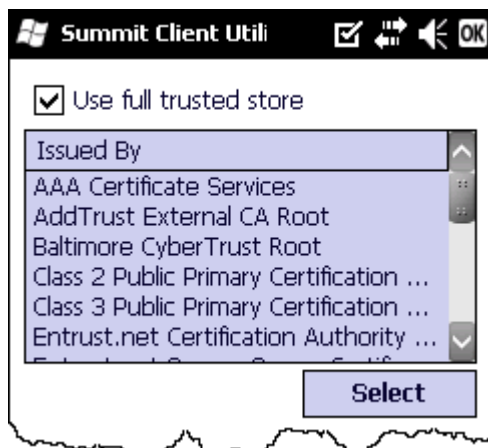 Summit Client Utili
OK
Use full trusted store
Issued By
AAA Certificate Services
AddTrust External CA Root
Baltimore CyberTrust Root
Class 2 Public Primary Certification ...
Class 3 Public Primary Certification ...
Entrust.net Certification Authority ...
Select